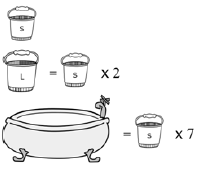 S
L = S x 2
= S x 7